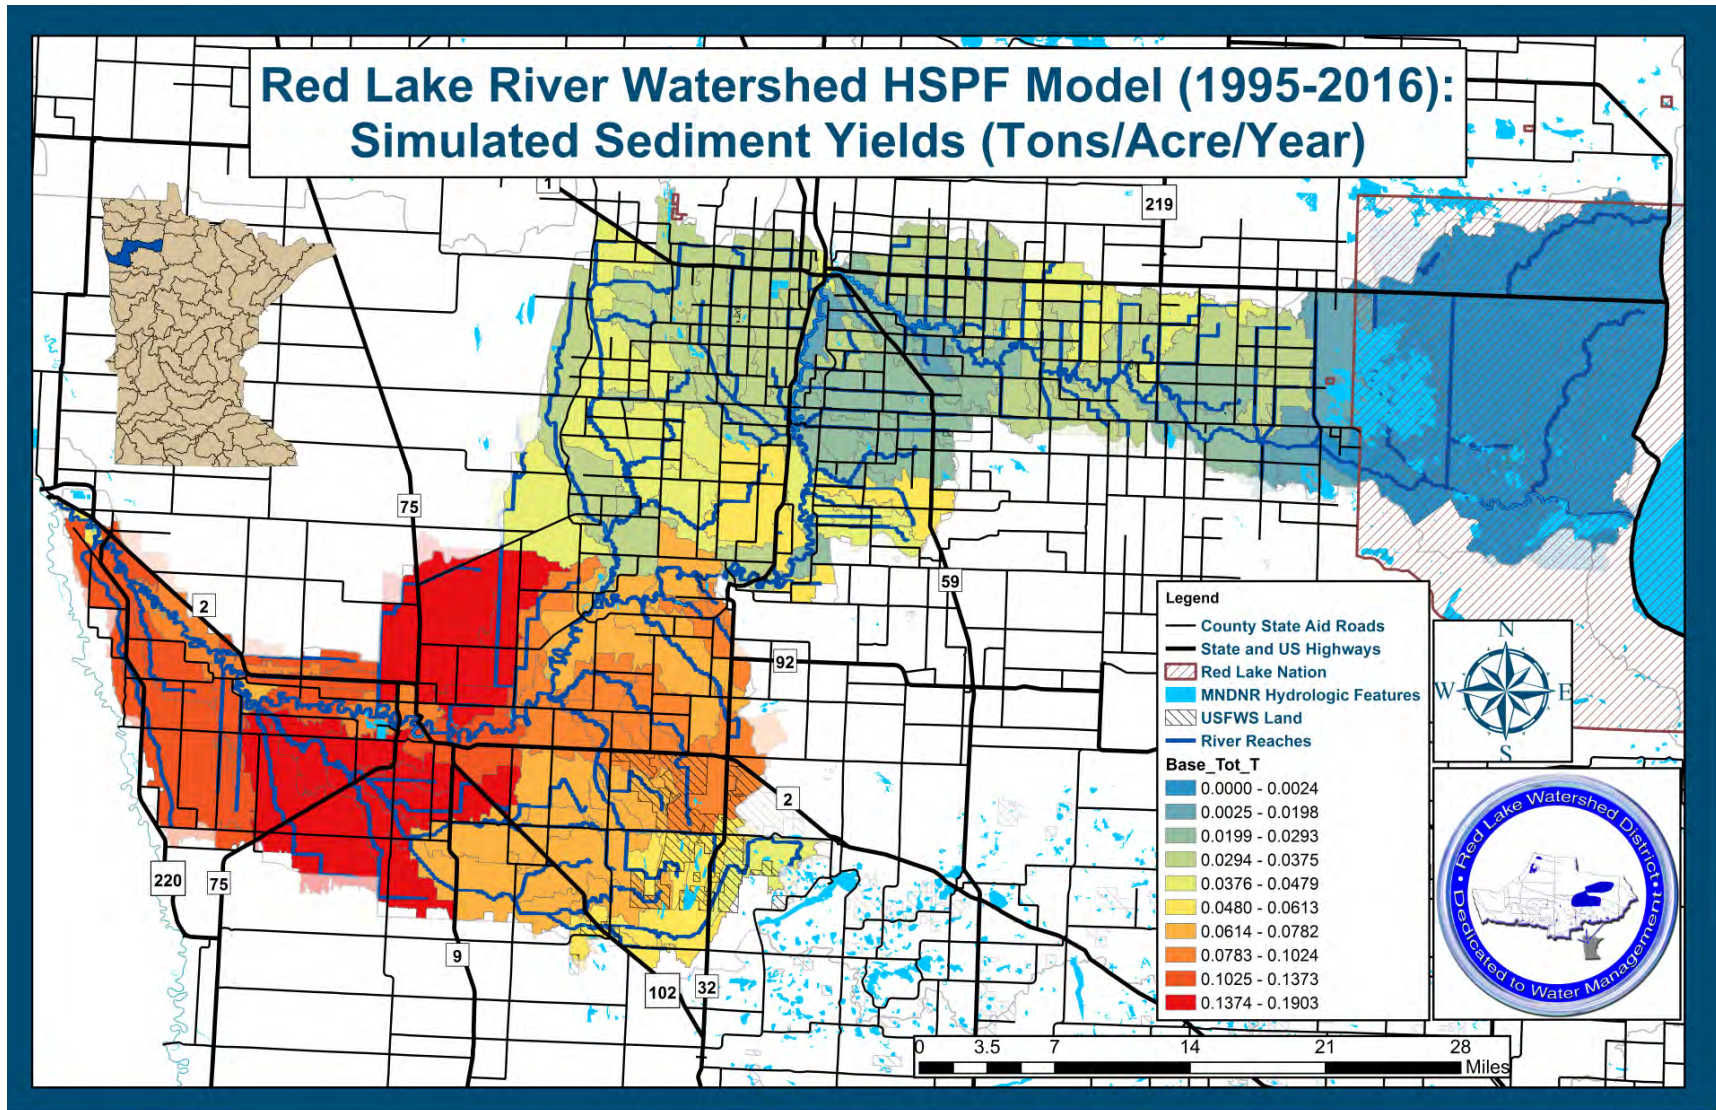 Red Lake River Watershed HSPF Model (1995-2016):
Simulated Sediment Yields (Tons/Acre/Year)
1
219
75
2
59
92
2
220
75
9
102
32
Legend
County State Aid Roads
State and US Highways
Red Lake Nation
MNDNR Hydrologic Features
USFWS Land
River Reaches
Base_Tot_T
0.0000 - 0.0024
0.0025 - 0.0198
0.0199 - 0.0293
0.0294 - 0.0375
0.0376 - 0.0479
0.0480 - 0.0613
0.0614 - 0.0782
0.0783 - 0.1024
0.1025 - 0.1373
0.1374 - 0.1903
N
W E
S
Red Lake Watershed District
Dedicated to Water Management
0 3.5 7 14 21 28
Miles